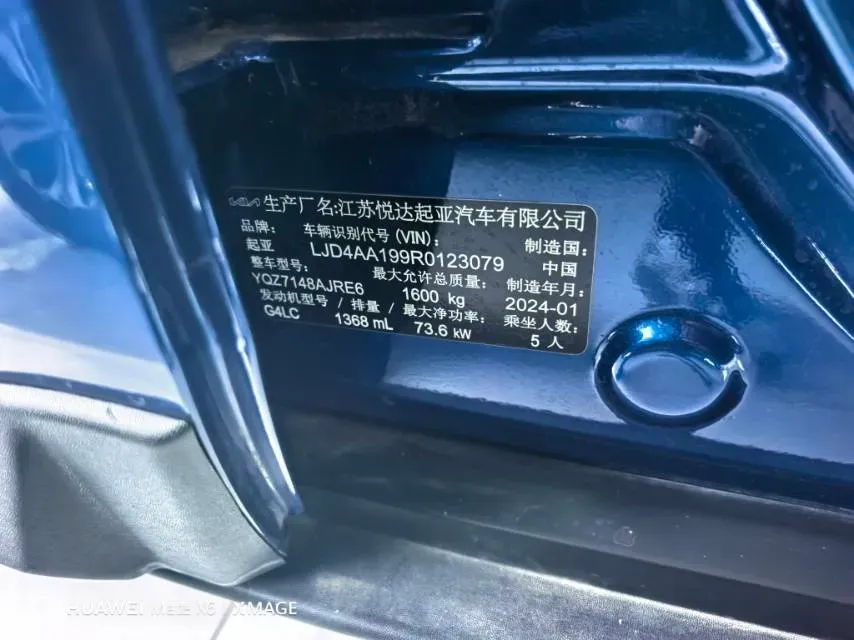 KIA 生产厂名:江苏悦达起亚汽车有限公司
品牌: 车辆识别代号(VIN): 制造国:
起亚 LJD4AA199R0123079 中国
整车型号: 最大允许总质量: 制造年月:
YQZ7148AJRE6 1600 kg 2024-01
发动机型号 / 排量 / 最大净功率: 乘坐人数:
G4LC 1368 mL 73.6 kW 5 人
HUAWEI Mate X6 / XMAGE